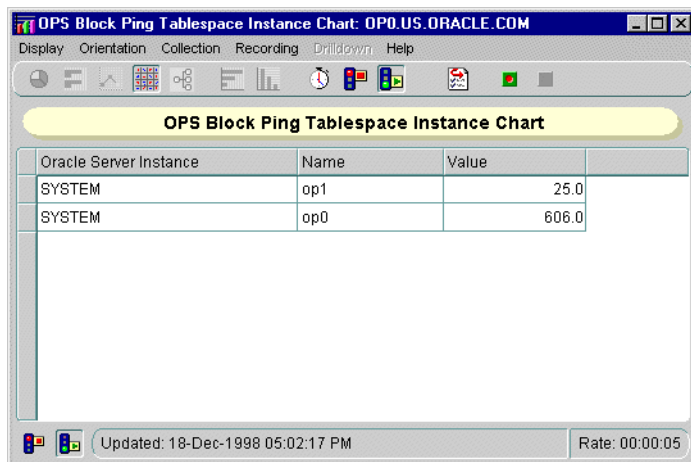 OPS Block Ping Tablespace Instance Chart: OP0.US.ORACLE.COM
Display Orientation Collection Recording Drilldown Help
OPS Block Ping Tablespace Instance Chart
Oracle Server Instance Name Value
SYSTEM op1 25.0
SYSTEM op0 606.0
Updated: 18-Dec-1998 05:02:17 PM Rate: 00:00:05